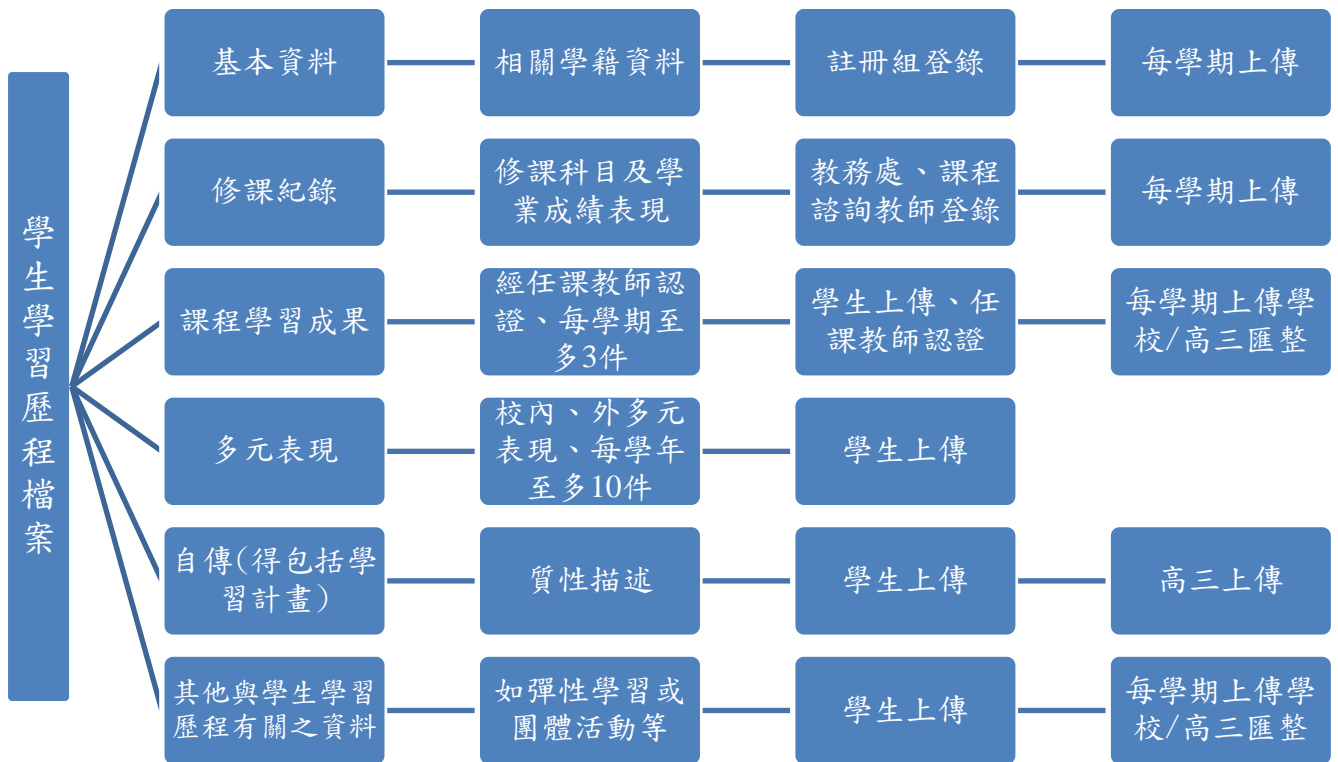 學生學習歷程檔案
基本資料
相關學籍資料
註冊組登錄
每學期上傳
修課紀錄
修課科目及學
業成績表現
教務處、課程
諮詢教師登錄
每學期上傳
課程學習成果
經任課教師認
證、每學期至
多3件
學生上傳、任
課教師認證
每學期上傳學
校/高三匯整
多元表現
校內、外多元
表現、每學年
至多10件
學生上傳
自傳(得包括學
習計畫)
質性描述
學生上傳
高三上傳
其他與學生學習
歷程有關之資料
如彈性學習或
團體活動等
學生上傳
每學期上傳學
校/高三匯整